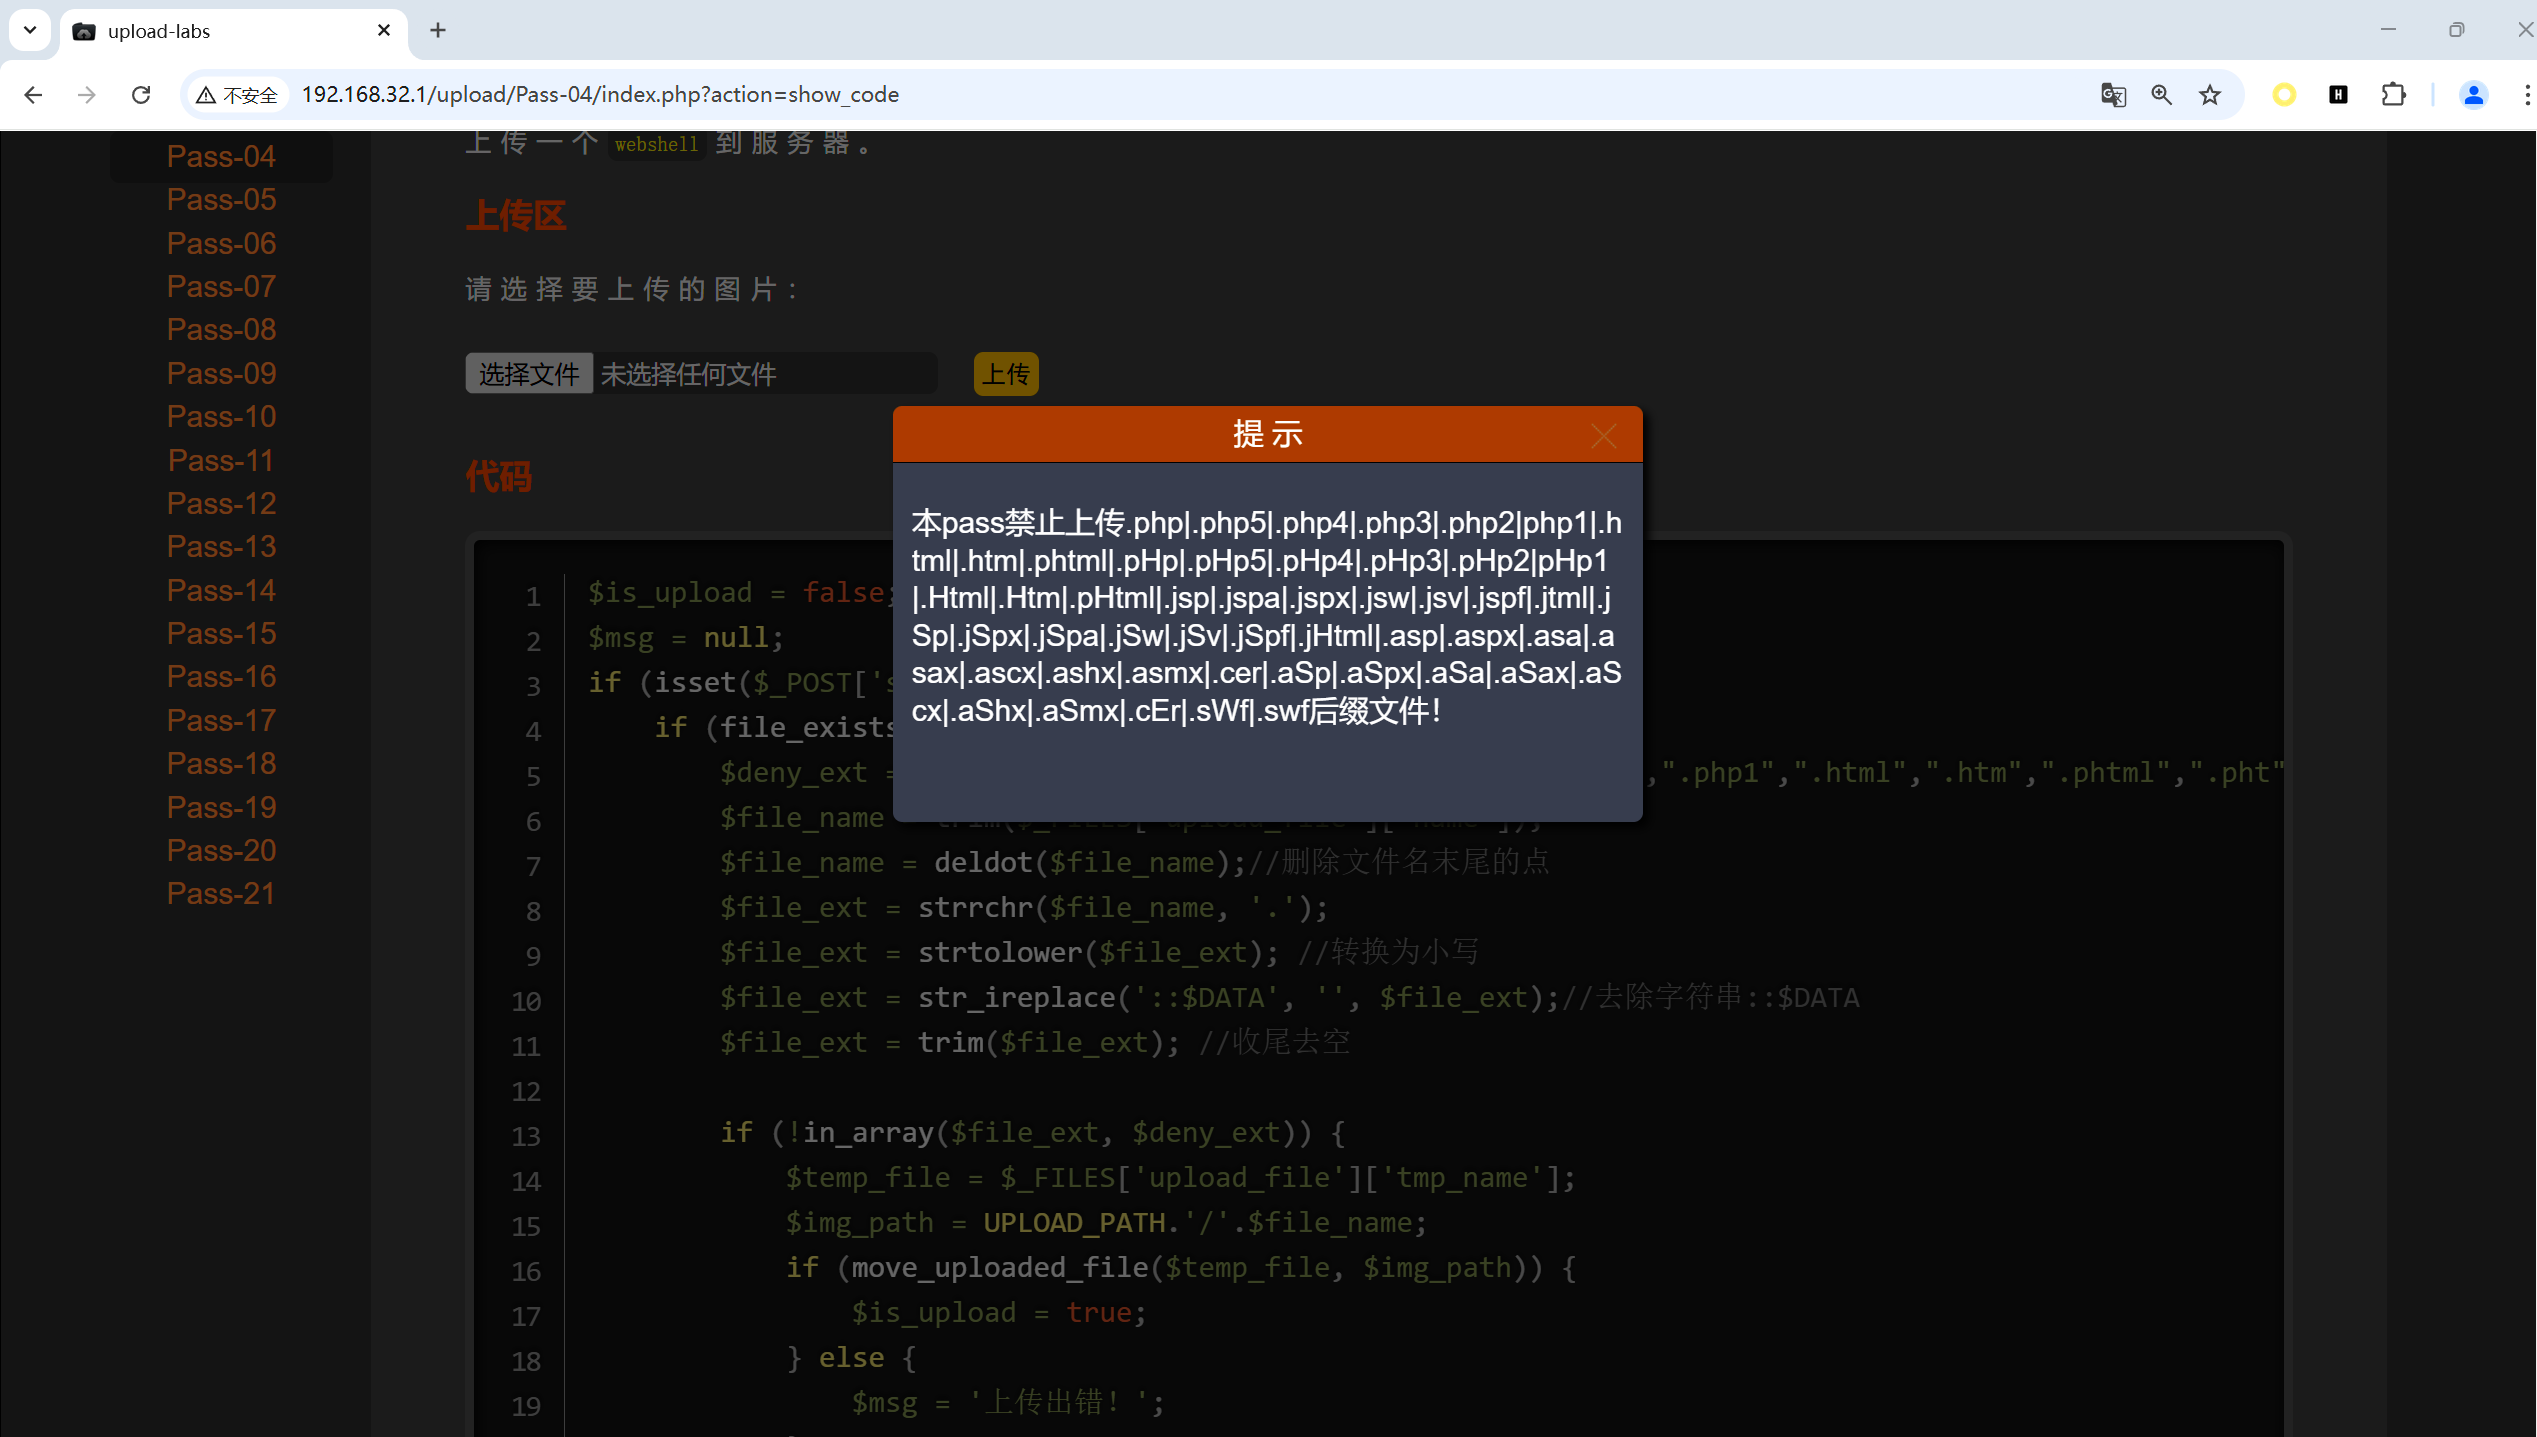 upload-labs
不安全
192.168.32.1/upload/Pass-04/index.php?action=show_code
Pass-04
Pass-05
Pass-06
Pass-07
Pass-08
Pass-09
Pass-10
Pass-11
Pass-12
Pass-13
Pass-14
Pass-15
Pass-16
Pass-17
Pass-18
Pass-19
Pass-20
Pass-21
上传一个 webshell 到服务器。
上传区
请选择要上传的图片：
选择文件 未选择任何文件 上传
代码
提示
本pass禁止上传.php|.php5|.php4|.php3|.php2|php1|.h
tml|.htm|.phtml|.pHp|.pHp5|.pHp4|.pHp3|.pHp2|pHp1
|.Html|.Htm|.pHtml|.jsp|.jspa|.jspx|.jsw|.jsv|.jspf|.jtml|.j
Sp|.jSpx|.jSpa|.jSw|.jSv|.jSpf|.jHtml|.asp|.aspx|.asa|.a
sax|.ascx|.ashx|.asmx|.cer|.aSp|.aSpx|.aSa|.aSax|.aS
cx|.aShx|.aSmx|.cEr|.sWf|.swf后缀文件！
1 $is_upload = false;
2 $msg = null;
3 if (isset($_POST['s
4 if (file_exists
5 $deny_ext = ,".php1",".html",".htm",".phtml",".pht"
6 $file_name = trim($_FILES['upload_file']['name']);
7 $file_name = deldot($file_name);//删除文件名末尾的点
8 $file_ext = strrchr($file_name, '.');
9 $file_ext = strtolower($file_ext); //转换为小写
10 $file_ext = str_ireplace('::$DATA', '', $file_ext);//去除字符串::$DATA
11 $file_ext = trim($file_ext); //收尾去空
12
13 if (!in_array($file_ext, $deny_ext)) {
14 $temp_file = $_FILES['upload_file']['tmp_name'];
15 $img_path = UPLOAD_PATH.'/'.$file_name;
16 if (move_uploaded_file($temp_file, $img_path)) {
17 $is_upload = true;
18 } else {
19 $msg = '上传出错！';